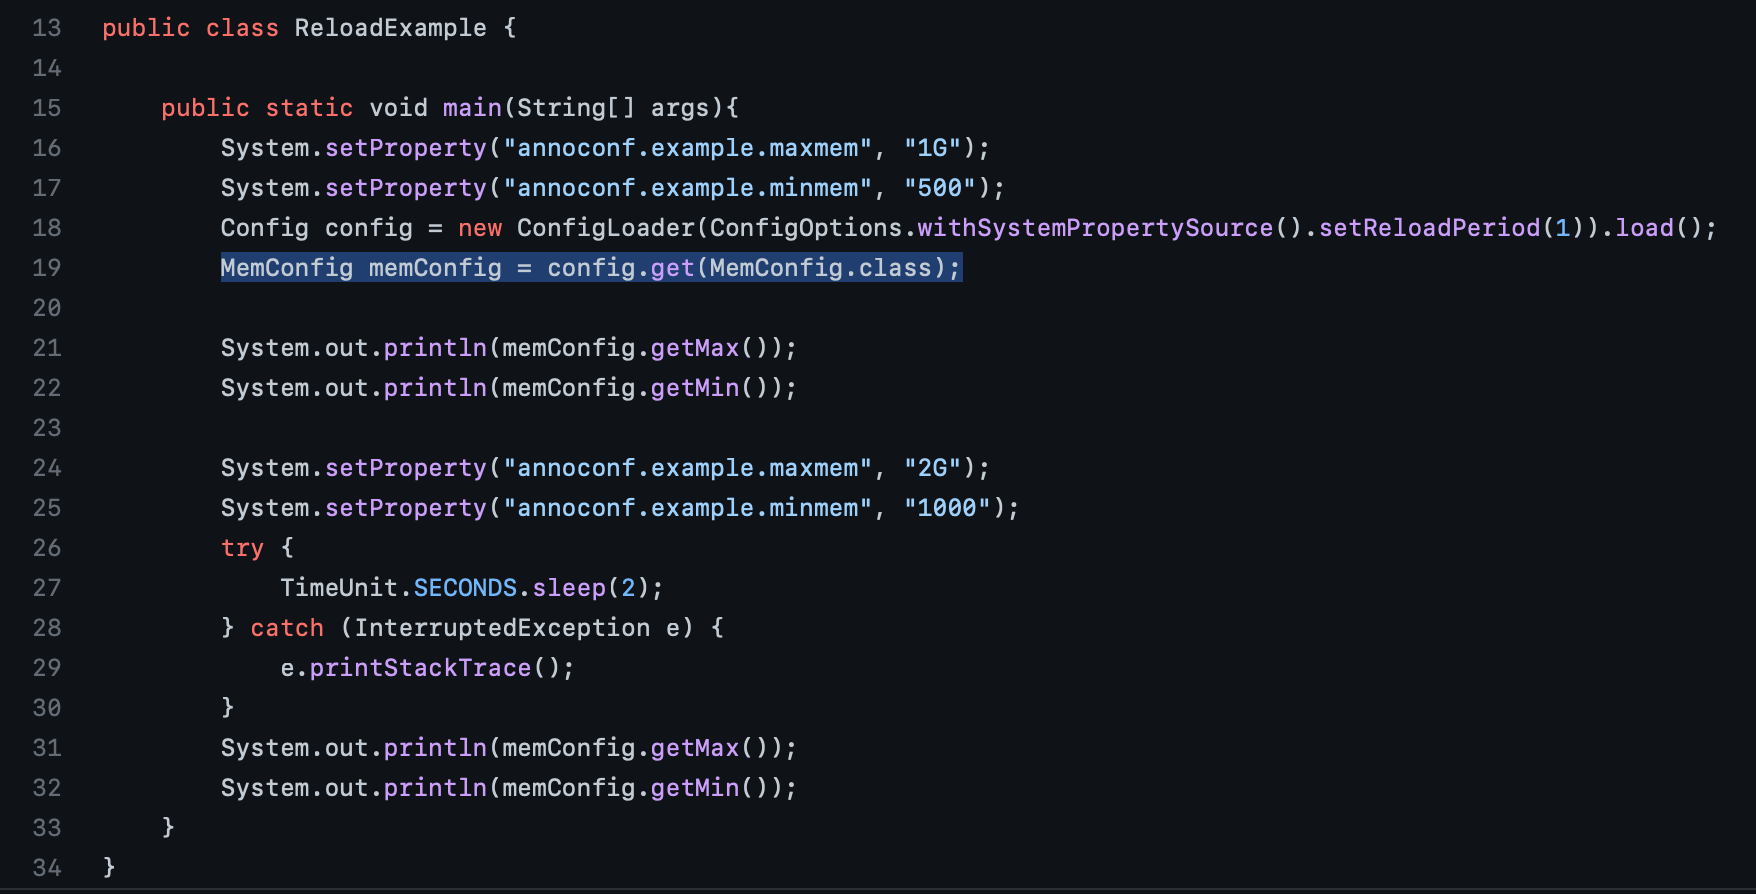 13 public class ReloadExample {
14
15     public static void main(String[] args){
16         System.setProperty("annoconf.example.maxmem", "1G");
17         System.setProperty("annoconf.example.minmem", "500");
18         Config config = new ConfigLoader(ConfigOptions.withSystemPropertySource().setReloadPeriod(1)).load();
19         MemConfig memConfig = config.get(MemConfig.class);
20
21         System.out.println(memConfig.getMax());
22         System.out.println(memConfig.getMin());
23
24         System.setProperty("annoconf.example.maxmem", "2G");
25         System.setProperty("annoconf.example.minmem", "1000");
26         try {
27             TimeUnit.SECONDS.sleep(2);
28         } catch (InterruptedException e) {
29             e.printStackTrace();
30         }
31         System.out.println(memConfig.getMax());
32         System.out.println(memConfig.getMin());
33     }
34 }